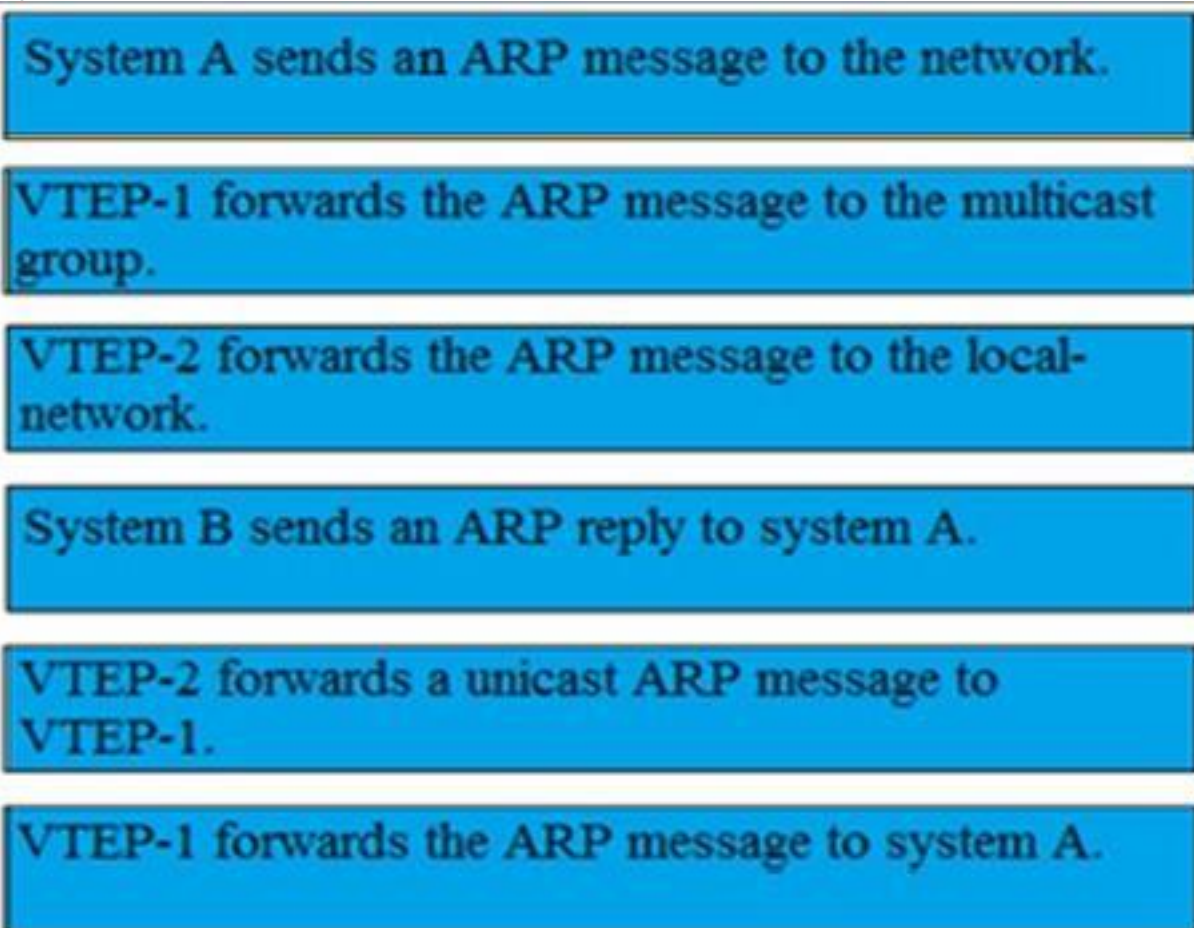 System A sends an ARP message to the network.
VTEP-1 forwards the ARP message to the multicast
group.
VTEP-2 forwards the ARP message to the local-
network.
System B sends an ARP reply to system A.
VTEP-2 forwards a unicast ARP message to
VTEP-1.
VTEP-1 forwards the ARP message to system A.